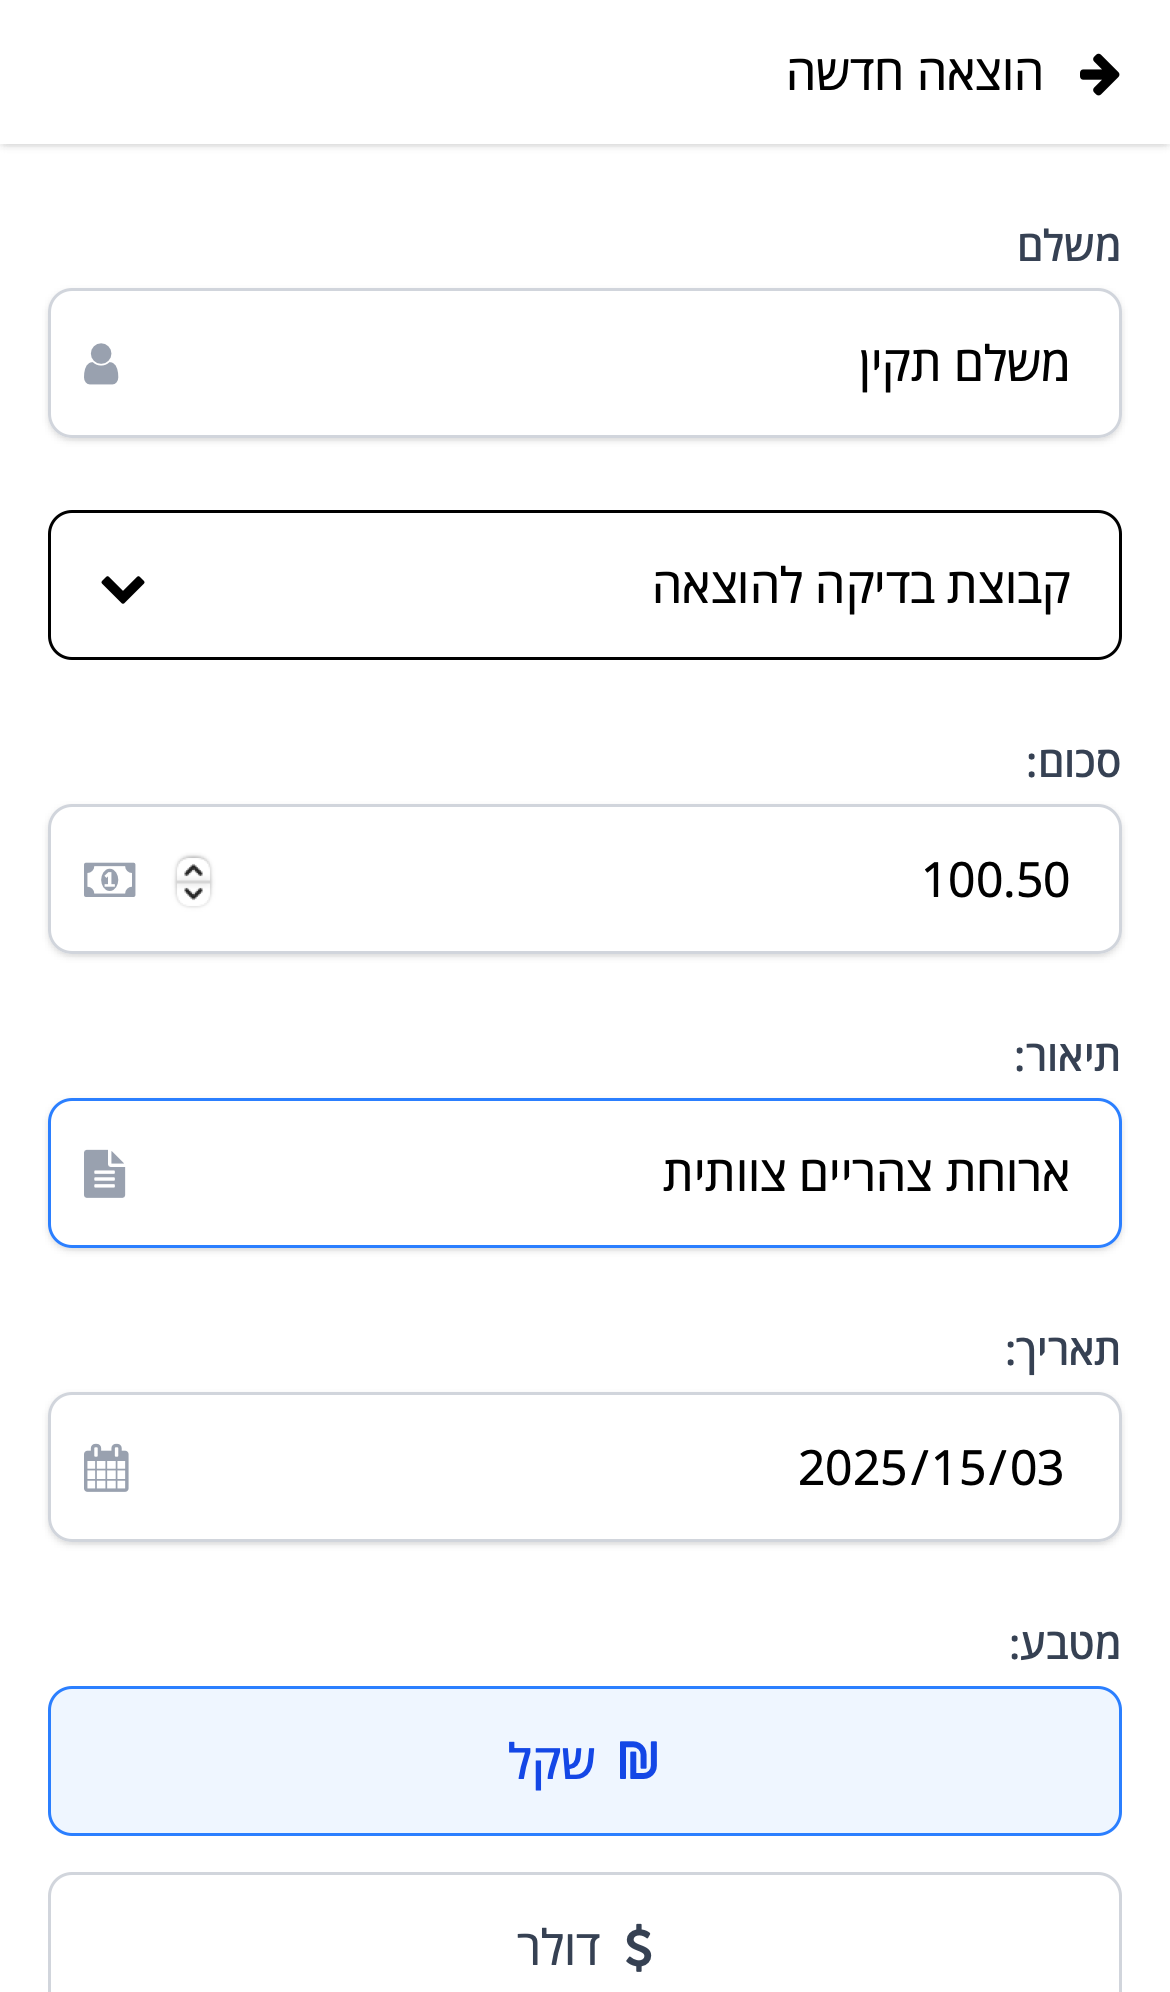 הוצאה חדשה
משלם
משלם תקין
קבוצת בדיקה להוצאה
סכום:
100.50
תיאור:
ארוחת צהריים צוותית
תאריך:
2025/15/03
מטבע:
₪ שקל
$ דולר